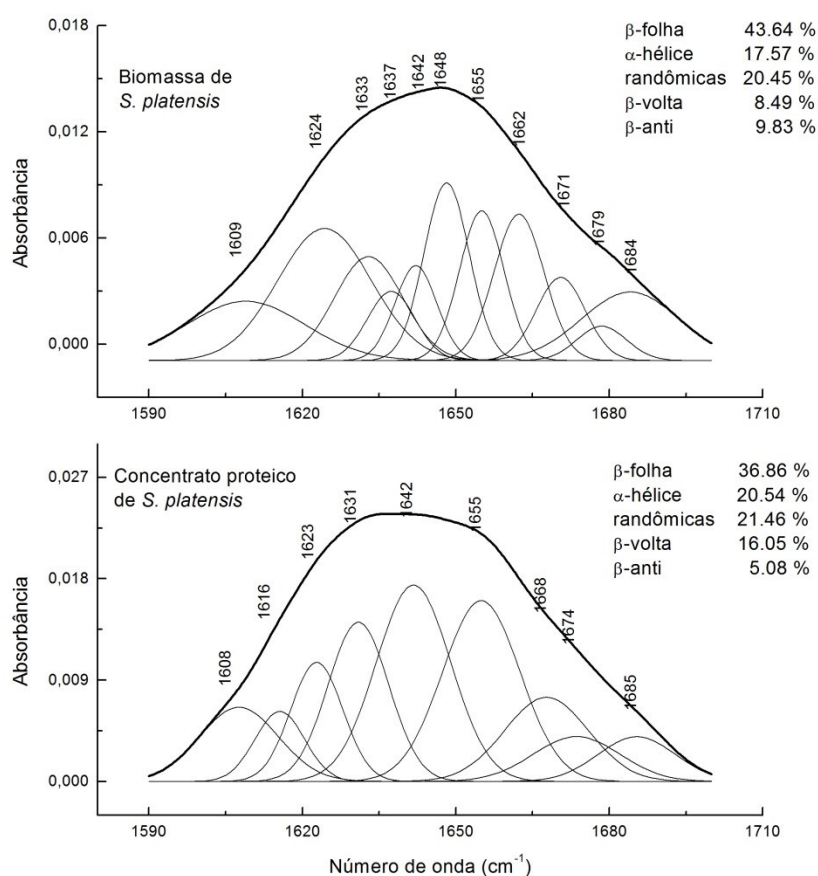 0,018
0,012
0,006
0,000
Absorbância
Biomassa de
S. platensis
1609
1624
1633
1637
1642
1648
1655
1662
1671
1679
1684
β-folha 43.64 %
α-hélice 17.57 %
randômicas 20.45 %
β-volta 8.49 %
β-anti 9.83 %
1590 1620 1650 1680 1710
0,027
0,018
0,009
0,000
Absorbância
Concentrato proteico
de S. platensis
1608
1616
1623
1631
1642
1655
1668
1674
1685
β-folha 36.86 %
α-hélice 20.54 %
randômicas 21.46 %
β-volta 16.05 %
β-anti 5.08 %
1590 1620 1650 1680 1710
Número de onda (cm⁻¹)